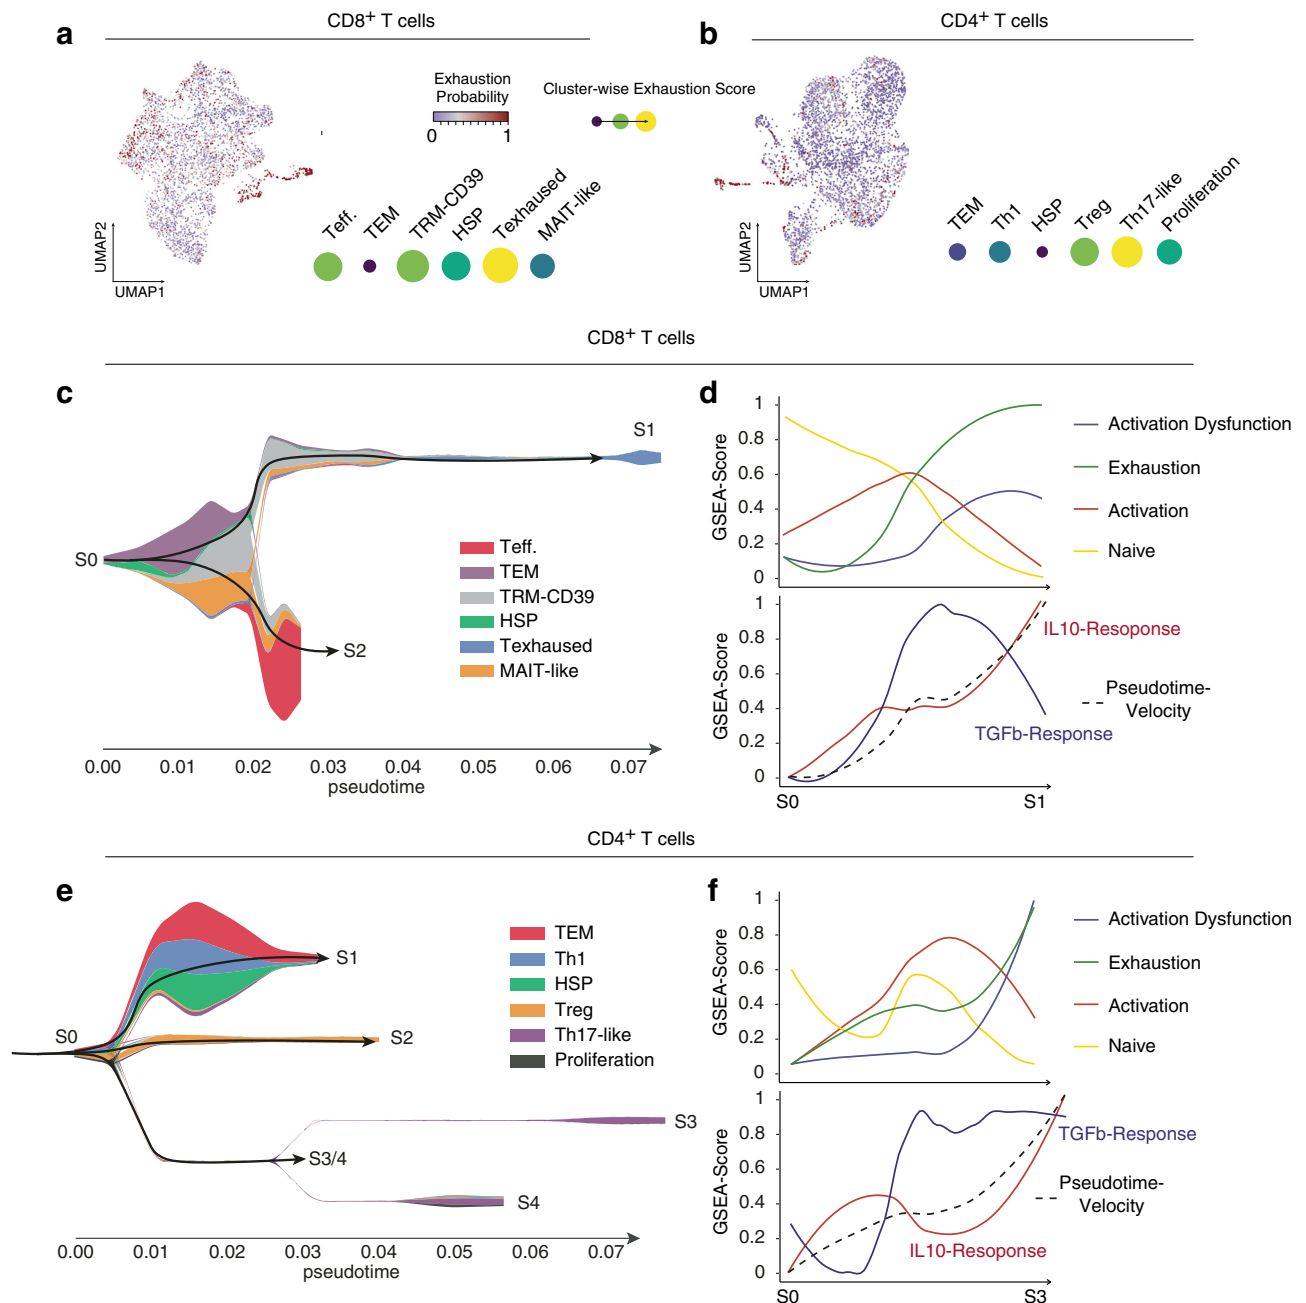 CD8+ T cells
CD4+ T cells
a
b
Exhaustion
Probability
0 1
Cluster-wise Exhaustion Score
Teff.
TEM
TRM-CD39
HSP
Texhaused
MAIT-like
UMAP2
UMAP1
TEM
Th1
HSP
Treg
Th17-like
Proliferation
UMAP2
UMAP1
CD8+ T cells
c
S0
S1
S2
Teff.
TEM
TRM-CD39
HSP
Texhaused
MAIT-like
0.00 0.01 0.02 0.03 0.04 0.05 0.06 0.07
pseudotime
d
GSEA-Score
1
0.8
0.6
0.4
0.2
0
Activation Dysfunction
Exhaustion
Activation
Naive
GSEA-Score
1
0.8
0.6
0.4
0.2
0
IL10-Resoponse
Pseudotime-
Velocity
TGFb-Response
S0 S1
CD4+ T cells
e
S0
S1
S2
S3
S3/4
S4
TEM
Th1
HSP
Treg
Th17-like
Proliferation
0.00 0.01 0.02 0.03 0.04 0.05 0.06 0.07
pseudotime
f
GSEA-Score
1
0.8
0.6
0.4
0.2
0
Activation Dysfunction
Exhaustion
Activation
Naive
GSEA-Score
1
0.8
0.6
0.4
0.2
0
TGFb-Response
Pseudotime-
Velocity
IL10-Resoponse
S0 S3